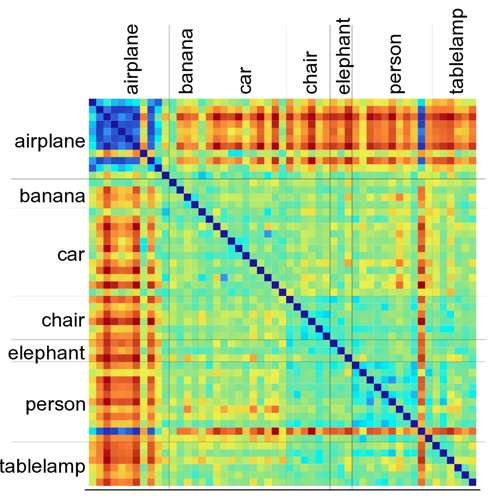 airplane
banana
car
chair
elephant
person
tablelamp
airplane
banana
car
chair
elephant
person
tablelamp